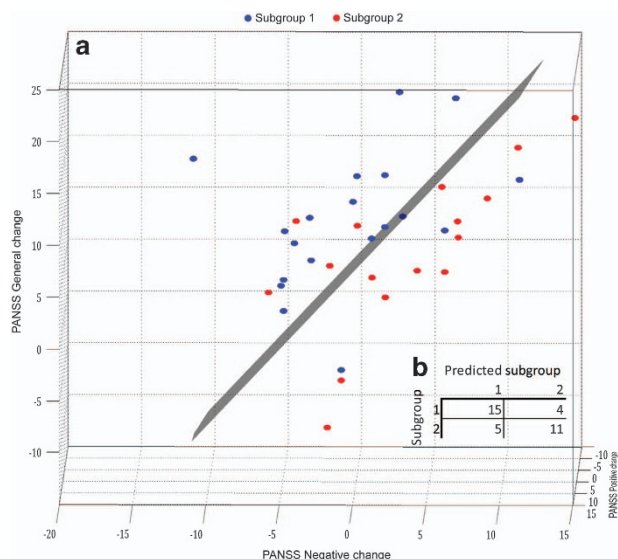 Subgroup 1 Subgroup 2
a
25
20
15
10
5
0
-5
-10
PANSS General change
b
Predicted subgroup
1 2
Subgroup
1 15 4
2 5 11
-10
-5
0
5
10
15
PANSS Positive change
-20 -15 -10 -5 0 5 10 15
PANSS Negative change